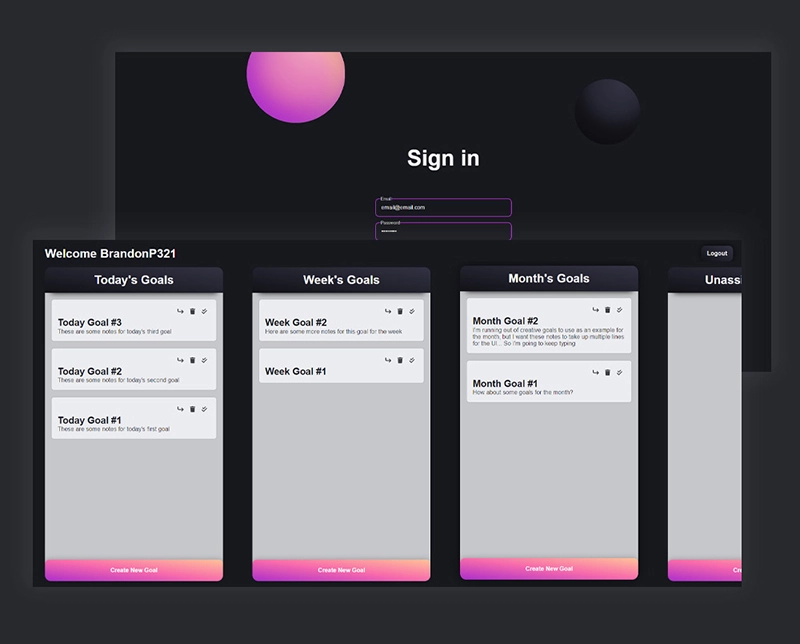 Sign in
Email
email@email.com
Password
Welcome BrandonP321
Logout
Today's Goals
Today Goal #3
These are some notes for today's third goal
Today Goal #2
These are some notes for today's second goal
Today Goal #1
These are some notes for today's first goal
Create New Goal
Week's Goals
Week Goal #2
Here are some more notes for this goal for the week
Week Goal #1
Create New Goal
Month's Goals
Month Goal #2
I'm running out of creative goals to use as an example for
the month, but I want these notes to take up multiple lines
for the UI... So I'm going to keep typing
Month Goal #1
How about some goals for the month?
Create New Goal
Unassi
Cr